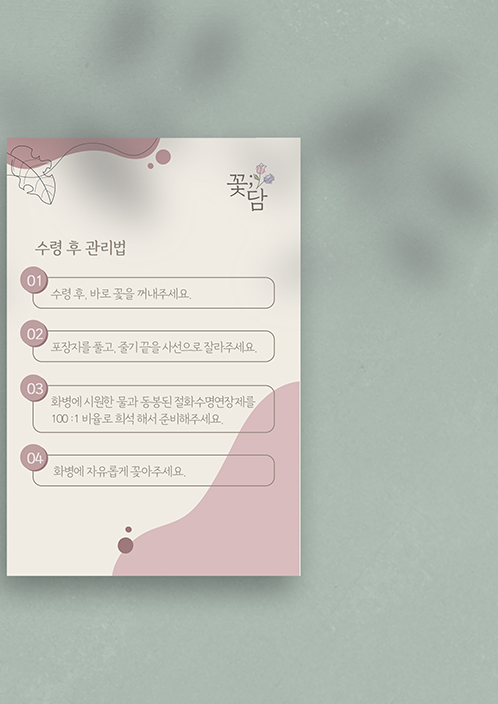 꽃;
담
수령 후 관리법
01
수령 후, 바로 꽃을 꺼내주세요.
02
포장지를 풀고, 줄기 끝을 사선으로 잘라주세요.
03
화병에 시원한 물과 동봉된 절화수명연장제를
100 :1 비율로 희석 해서 준비해주세요.
04
화병에 자유롭게 꽂아주세요.